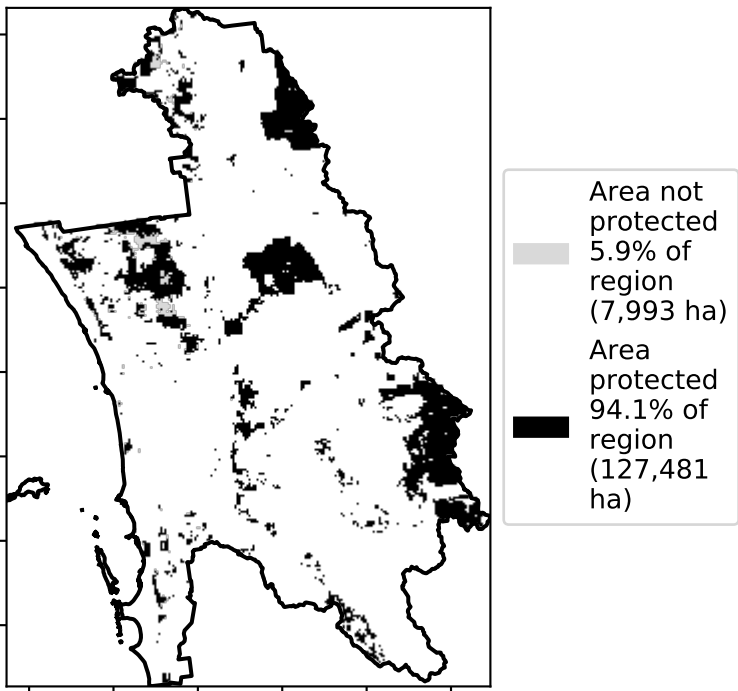 Area not
protected
5.9% of
region
(7,993 ha)
Area
protected
94.1% of
region
(127,481
ha)